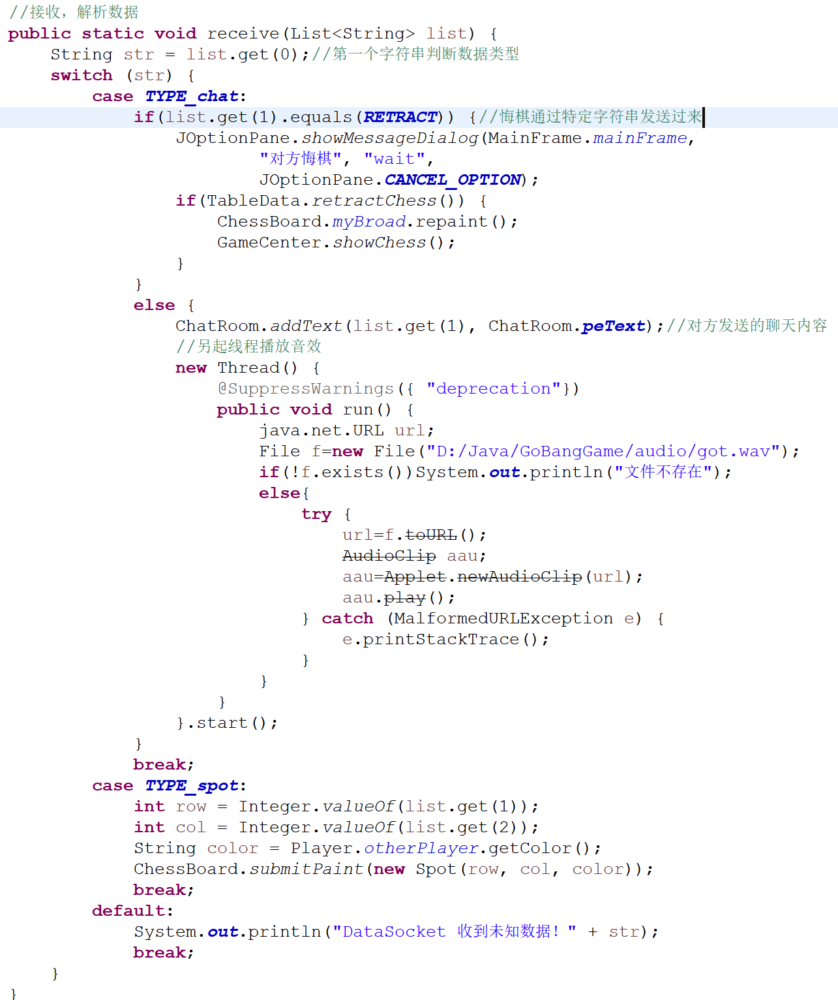 //接收，解析数据
public static void receive(List<String> list) {
    String str = list.get(0);//第一个字符串判断数据类型
    switch (str) {
        case TYPE_chat:
            if(list.get(1).equals(RETRACT)) {//悔棋通过特定字符串发送过来
                JOptionPane.showMessageDialog(MainFrame.mainFrame,
                        "对方悔棋", "wait",
                        JOptionPane.CANCEL_OPTION);
                if(TableData.retractChess()) {
                    ChessBoard.myBroad.repaint();
                    GameCenter.showChess();
                }
            }
            else {
                ChatRoom.addText(list.get(1), ChatRoom.peText);//对方发送的聊天内容
                //另起线程播放音效
                new Thread() {
                    @SuppressWarnings({ "deprecation"})
                    public void run() {
                        java.net.URL url;
                        File f=new File("D:/Java/GoBangGame/audio/got.wav");
                        if(!f.exists())System.out.println("文件不存在");
                        else{
                            try {
                                url=f.toURL();
                                AudioClip aau;
                                aau=Applet.newAudioClip(url);
                                aau.play();
                            } catch (MalformedURLException e) {
                                e.printStackTrace();
                            }
                        }
                    }
                }.start();
            }
            break;
        case TYPE_spot:
            int row = Integer.valueOf(list.get(1));
            int col = Integer.valueOf(list.get(2));
            String color = Player.otherPlayer.getColor();
            ChessBoard.submitPaint(new Spot(row, col, color));
            break;
        default:
            System.out.println("DataSocket 收到未知数据！" + str);
            break;
    }
}